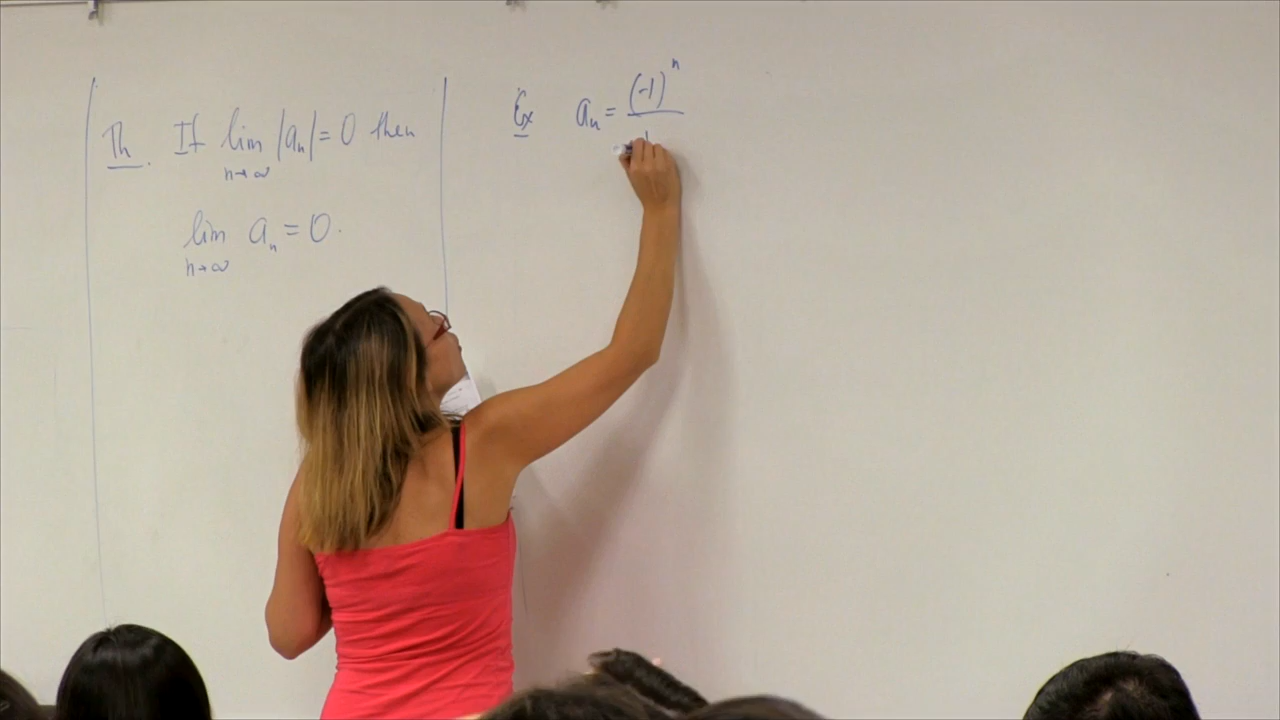 Th. If lim |aₙ| = 0 then
n→∞
lim aₙ = 0.
n→∞
Ex aₙ = (-1)ⁿ /